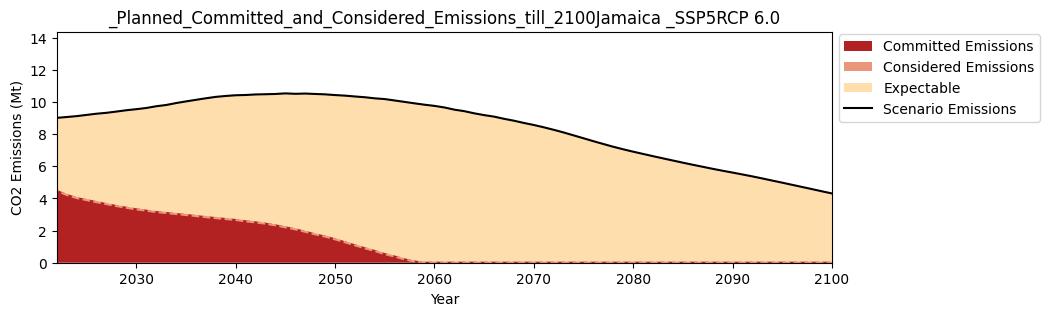 _Planned_Committed_and_Considered_Emissions_till_2100Jamaica _SSP5RCP 6.0
14
12
10
8
6
4
2
0
CO2 Emissions (Mt)
2030 2040 2050 2060 2070 2080 2090 2100
Year
Committed Emissions
Considered Emissions
Expectable
Scenario Emissions